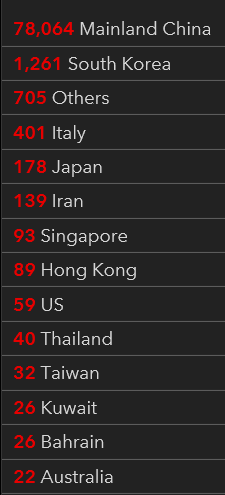 78,064 Mainland China
1,261 South Korea
705 Others
401 Italy
178 Japan
139 Iran
93 Singapore
89 Hong Kong
59 US
40 Thailand
32 Taiwan
26 Kuwait
26 Bahrain
22 Australia